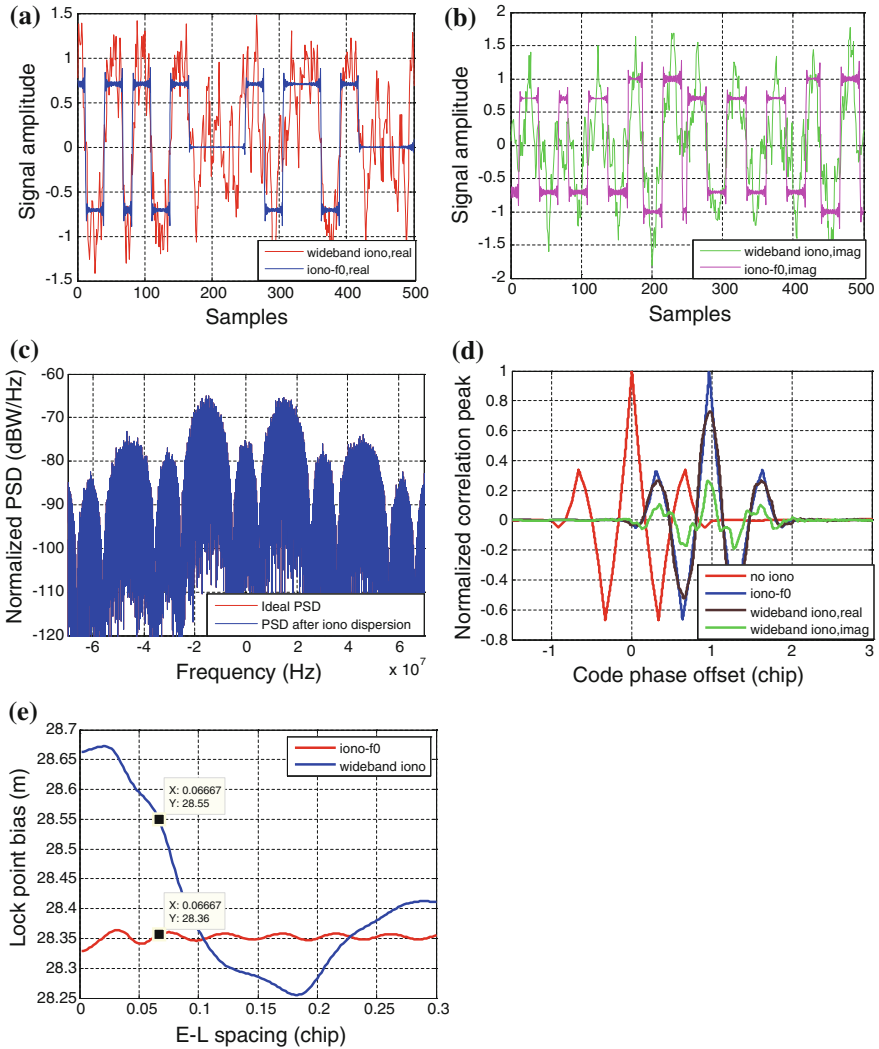 (a)
1.5
1
0.5
0
-0.5
-1
-1.5
Signal amplitude
0 100 200 300 400 500
Samples
wideband iono,real
iono-f0,real
(b)
2
1.5
1
0.5
0
-0.5
-1
-1.5
-2
Signal amplitude
0 100 200 300 400 500
Samples
wideband iono,imag
iono-f0,imag
(c)
-60
-70
-80
-90
-100
-110
-120
Normalized PSD (dBW/Hz)
-6 -4 -2 0 2 4 6
x 10^7
Frequency (Hz)
Ideal PSD
PSD after iono dispersion
(d)
1
0.8
0.6
0.4
0.2
0
-0.2
-0.4
-0.6
-0.8
Normalized correlation peak
-1 0 1 2 3
Code phase offset (chip)
no iono
iono-f0
wideband iono,real
wideband iono,imag
(e)
28.7
28.65
28.6
28.55
28.5
28.45
28.4
28.35
28.3
28.25
Lock point bias (m)
0 0.05 0.1 0.15 0.2 0.25 0.3
E-L spacing (chip)
iono-f0
wideband iono
X: 0.06667
Y: 28.55
X: 0.06667
Y: 28.36